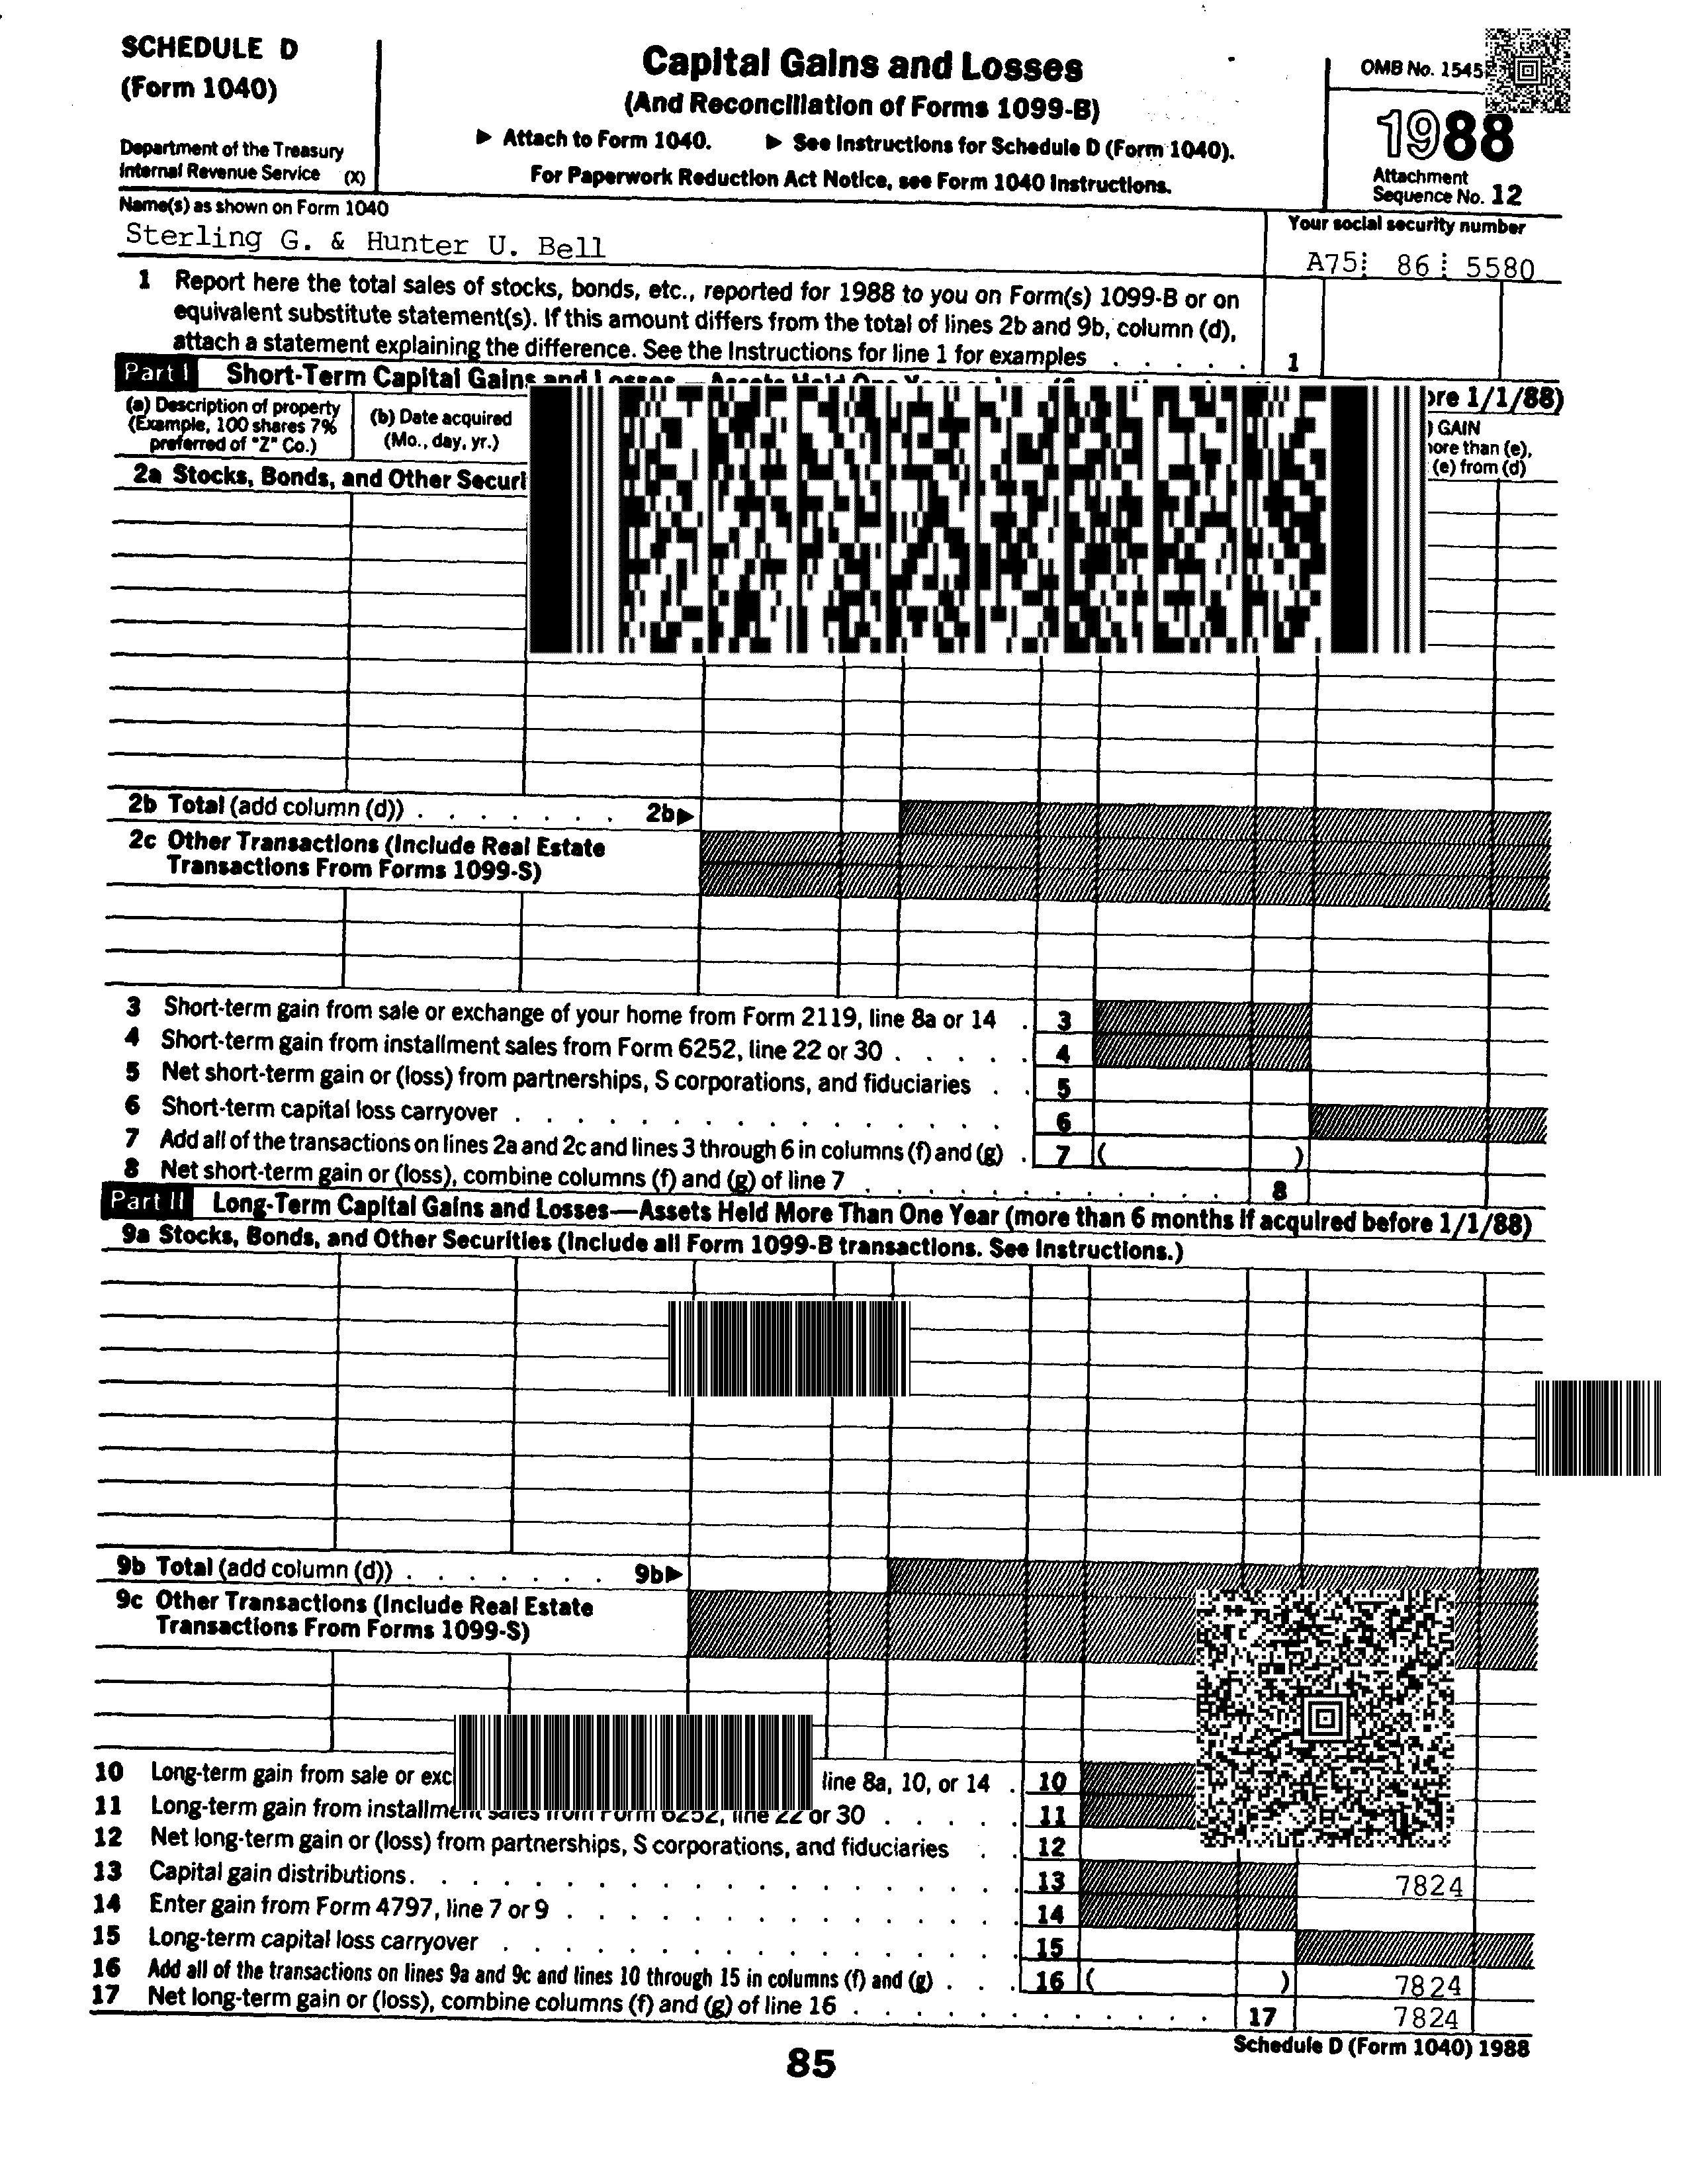 SCHEDULE D
(Form 1040)
Department of the Treasury
Internal Revenue Service (X)
Capital Gains and Losses
(And Reconciliation of Forms 1099-B)
▶ Attach to Form 1040. ▶ See Instructions for Schedule D (Form 1040).
For Paperwork Reduction Act Notice, see Form 1040 Instructions.
OMB No. 1545
1988
Attachment
Sequence No. 12
Name(s) as shown on Form 1040
Sterling G. & Hunter U. Bell
Your social security number
A75 86 5580
1 Report here the total sales of stocks, bonds, etc., reported for 1988 to you on Form(s) 1099-B or on
equivalent substitute statement(s). If this amount differs from the total of lines 2b and 9b, column (d),
attach a statement explaining the difference. See the Instructions for line 1 for examples . . . . . 1
Part I Short-Term Capital Gains and Losses — Assets Held One Year 1/1/88)
(a) Description of property
(Example, 100 shares 7%
preferred of "Z" Co.)
(b) Date acquired
(Mo., day, yr.)
GAIN
more than (e),
(e) from (d)
2a Stocks, Bonds, and Other
2b Total (add column (d)) . . . . . . . 2b▶
2c Other Transactions (Include Real Estate
Transactions From Forms 1099-S)
3 Short-term gain from sale or exchange of your home from Form 2119, line 8a or 14 . 3
4 Short-term gain from installment sales from Form 6252, line 22 or 30 . . . . . 4
5 Net short-term gain or (loss) from partnerships, S corporations, and fiduciaries . . 5
6 Short-term capital loss carryover . . . . . . . . . . . . . . . . 6
7 Add all of the transactions on lines 2a and 2c and lines 3 through 6 in columns (f) and (g) . 7 ( )
8 Net short-term gain or (loss), combine columns (f) and (g) of line 7 . . . . . . . . . . . . 8
Part II Long-Term Capital Gains and Losses—Assets Held More Than One Year (more than 6 months if acquired before 1/1/88)
9a Stocks, Bonds, and Other Securities (Include all Form 1099-B transactions. See Instructions.)
9b Total (add column (d)) . . . . . . . 9b▶
9c Other Transactions (Include Real Estate
Transactions From Forms 1099-S)
10 Long-term gain from sale or line 8a, 10, or 14 . 10
11 Long-term gain from installment sales from Form 6252, line 22 or 30 . . . . . 11
12 Net long-term gain or (loss) from partnerships, S corporations, and fiduciaries . . 12
13 Capital gain distributions. . . . . . . . . . . . . . . . . . . 13 7824
14 Enter gain from Form 4797, line 7 or 9 . . . . . . . . . . . . . . 14
15 Long-term capital loss carryover . . . . . . . . . . . . . . . . 15
16 Add all of the transactions on lines 9a and 9c and lines 10 through 15 in columns (f) and (g) . . . 16 ( ) 7824
17 Net long-term gain or (loss), combine columns (f) and (g) of line 16 . . . . . . . . . . . . 17 7824
Schedule D (Form 1040) 1988
85